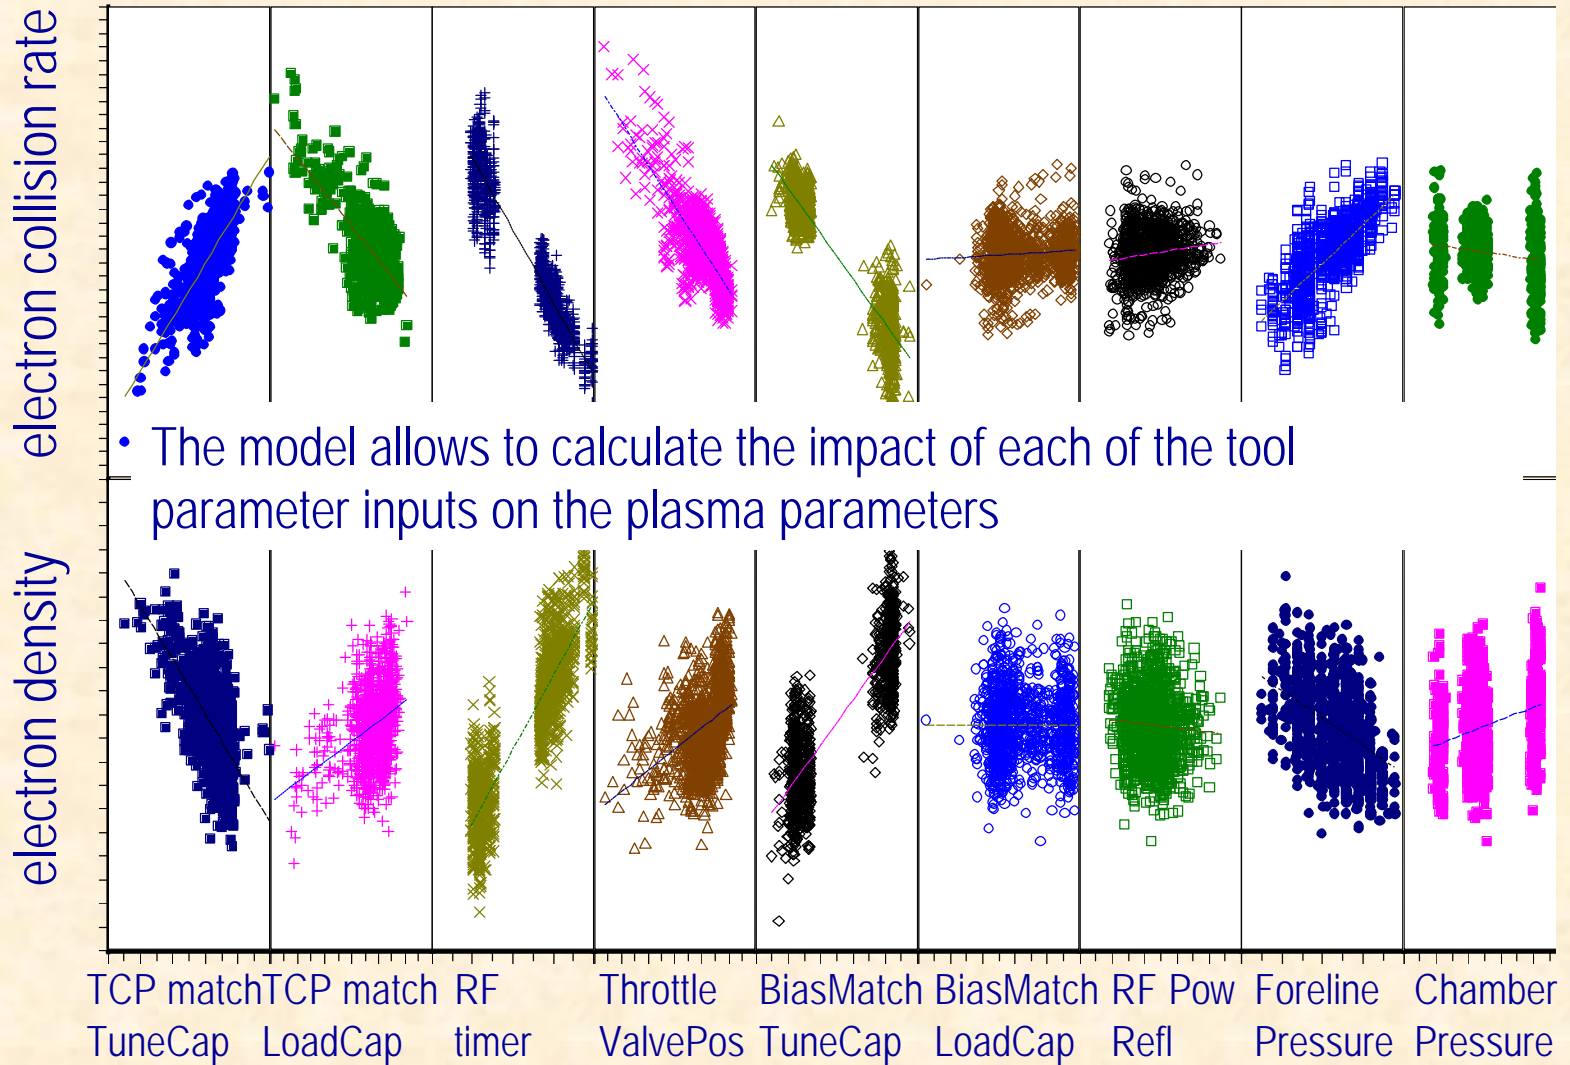 electron collision rate
• The model allows to calculate the impact of each of the tool
parameter inputs on the plasma parameters
electron density
TCP match TuneCap
TCP match LoadCap
RF timer
Throttle ValvePos
BiasMatch TuneCap
BiasMatch LoadCap
RF Pow Refl
Foreline Pressure
Chamber Pressure